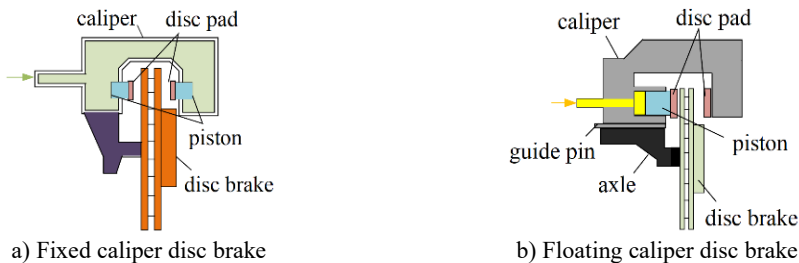 caliper
disc pad
piston
disc brake
a) Fixed caliper disc brake
disc pad
caliper
guide pin
piston
axle
disc brake
b) Floating caliper disc brake